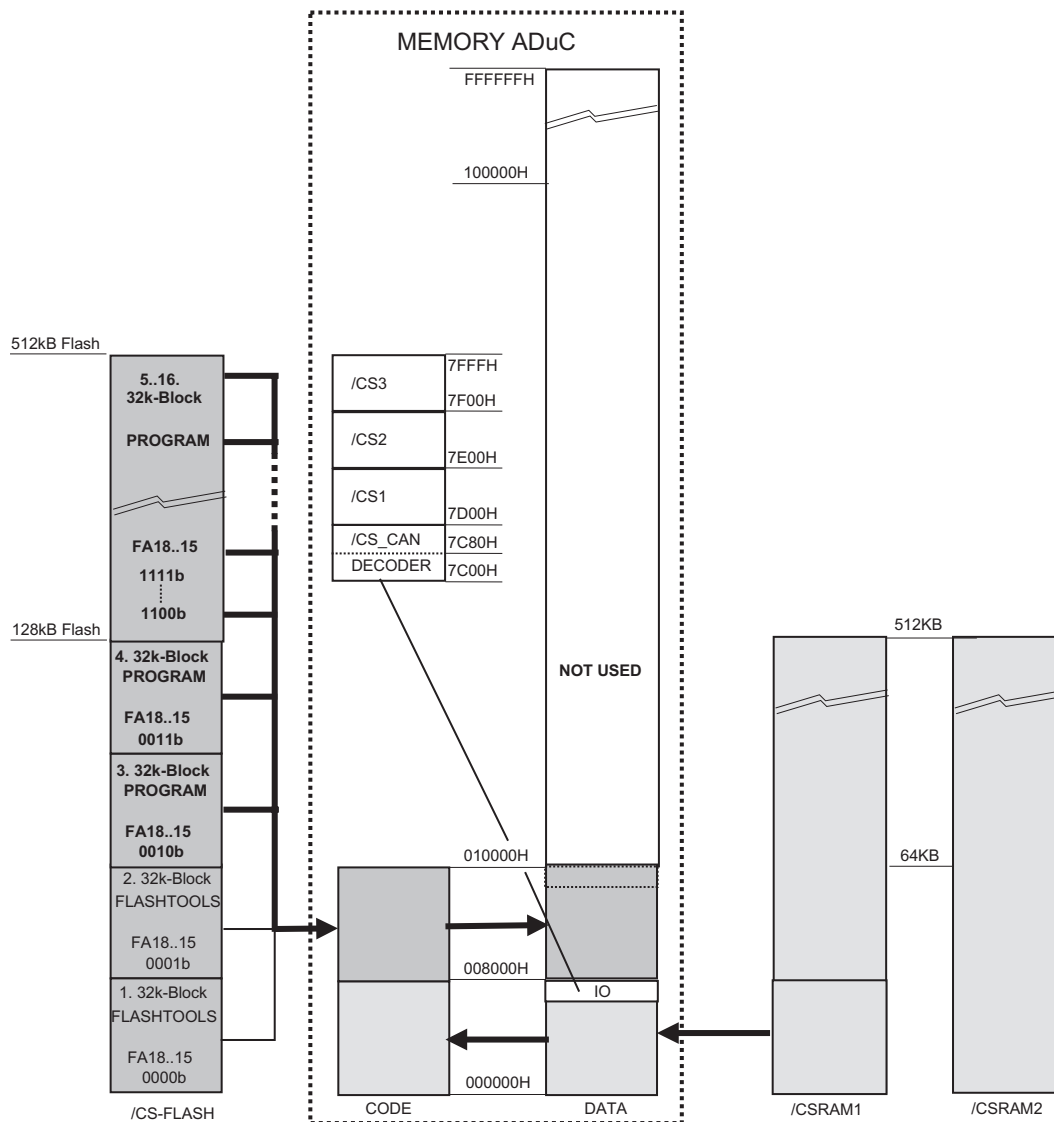 MEMORY ADuC
FFFFFFH
100000H
512kB Flash
5..16.
32k-Block
PROGRAM
FA18..15
1111b
1100b
128kB Flash
4. 32k-Block
PROGRAM
FA18..15
0011b
3. 32k-Block
PROGRAM
FA18..15
0010b
2. 32k-Block
FLASHTOOLS
FA18..15
0001b
1. 32k-Block
FLASHTOOLS
FA18..15
0000b
/CS-FLASH
/CS3
7FFFH
7F00H
/CS2
7E00H
/CS1
7D00H
/CS_CAN
7C80H
DECODER
7C00H
NOT USED
010000H
008000H
IO
000000H
CODE
DATA
512KB
64KB
/CSRAM1
/CSRAM2